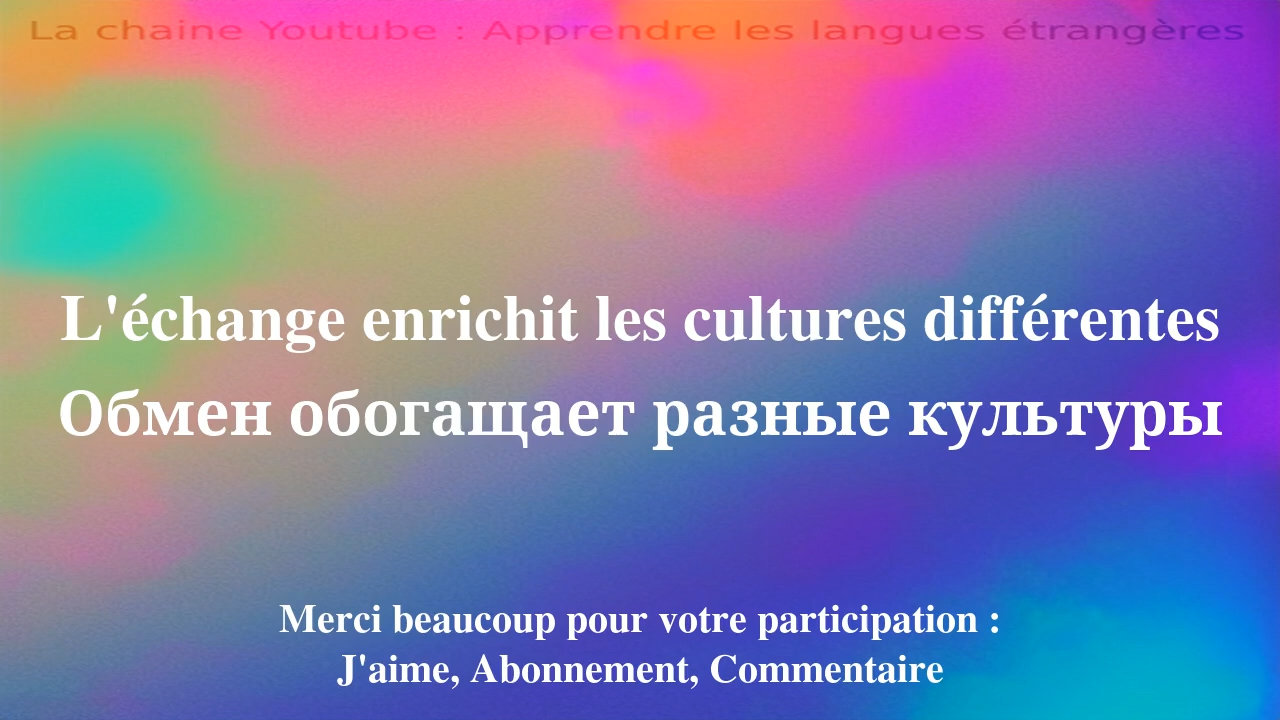 La chaine Youtube : Apprendre les langues étrangères
L'échange enrichit les cultures différentes
Обмен обогащает разные культуры
Merci beaucoup pour votre participation :
J'aime, Abonnement, Commentaire